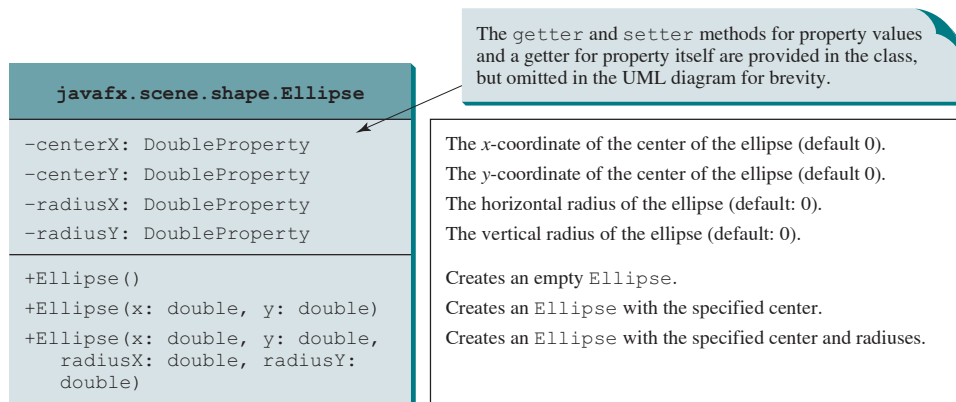 The getter and setter methods for property values
and a getter for property itself are provided in the class,
but omitted in the UML diagram for brevity.
javafx.scene.shape.Ellipse
-centerX: DoubleProperty
The x-coordinate of the center of the ellipse (default 0).
-centerY: DoubleProperty
The y-coordinate of the center of the ellipse (default 0).
-radiusX: DoubleProperty
The horizontal radius of the ellipse (default: 0).
-radiusY: DoubleProperty
The vertical radius of the ellipse (default: 0).
+Ellipse()
Creates an empty Ellipse.
+Ellipse(x: double, y: double)
Creates an Ellipse with the specified center.
+Ellipse(x: double, y: double,
Creates an Ellipse with the specified center and radiuses.
radiusX: double, radiusY:
double)